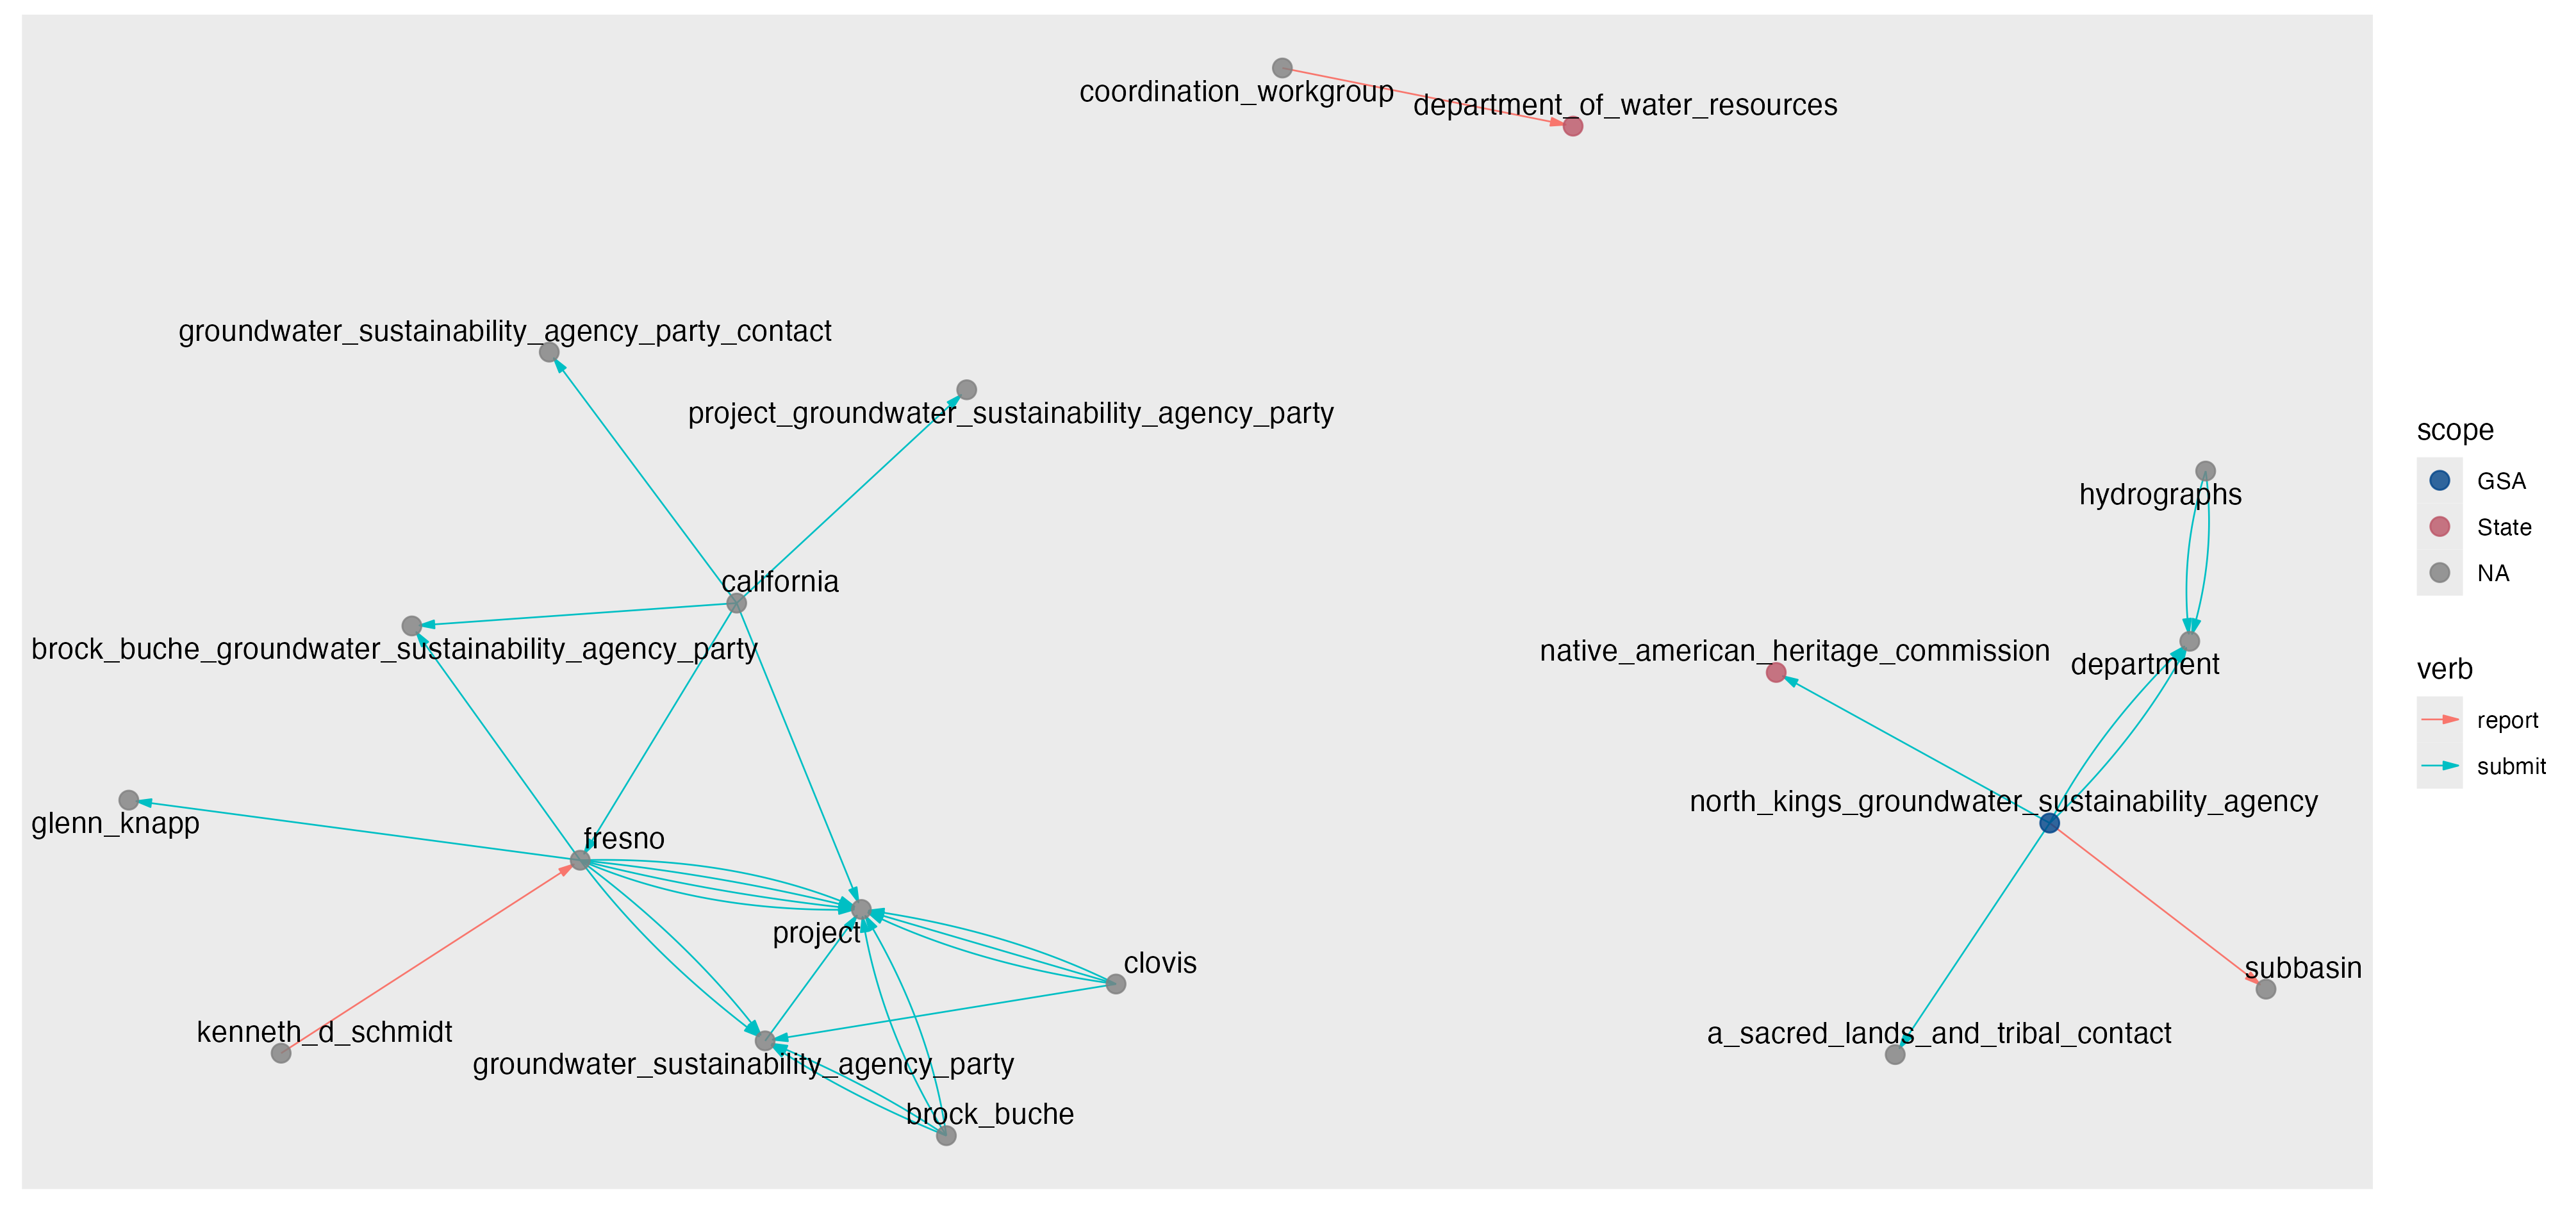 coordination_workgroup
department_of_water_resources
groundwater_sustainability_agency_party_contact
project_groundwater_sustainability_agency_party
california
brock_buche_groundwater_sustainability_agency_party
glenn_knapp
fresno
project
clovis
kenneth_d_schmidt
groundwater_sustainability_agency_party
brock_buche
hydrographs
native_american_heritage_commission
department
north_kings_groundwater_sustainability_agency
subbasin
a_sacred_lands_and_tribal_contact
scope
GSA
State
NA
verb
report
submit